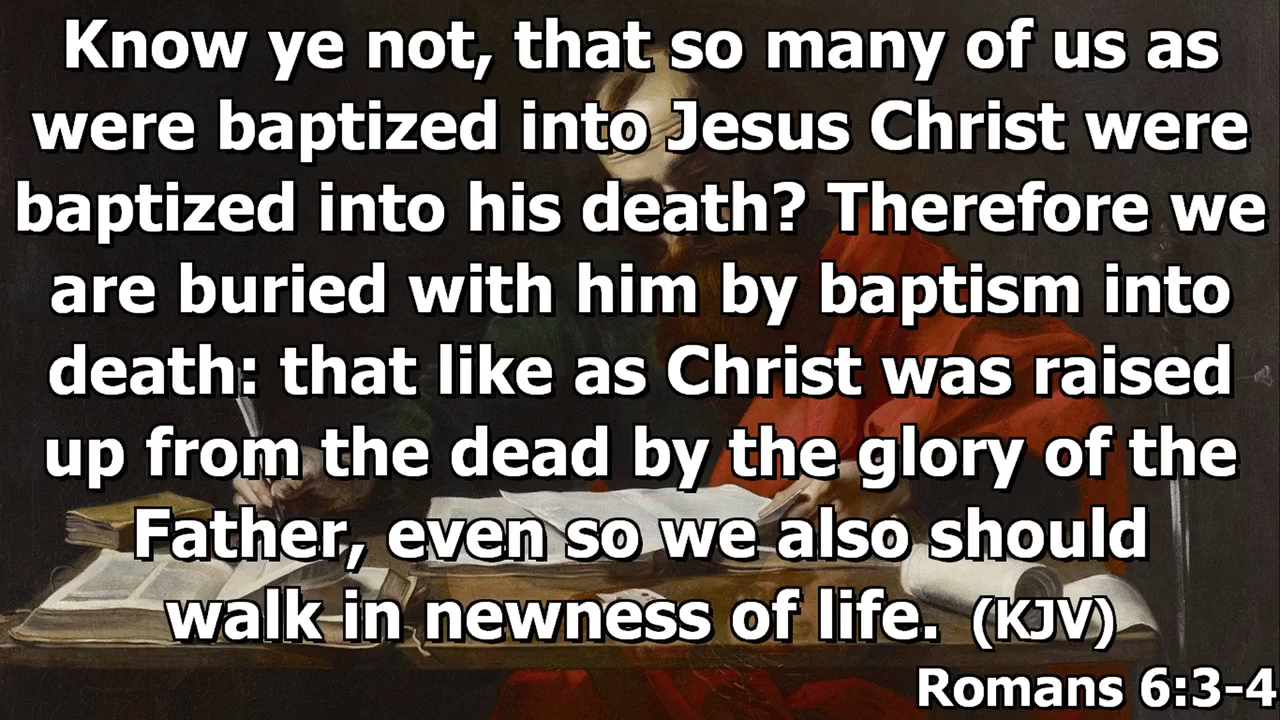 Know ye not, that so many of us as
were baptized into Jesus Christ were
baptized into his death? Therefore we
are buried with him by baptism into
death: that like as Christ was raised
up from the dead by the glory of the
Father, even so we also should
walk in newness of life. (KJV)
Romans 6:3-4